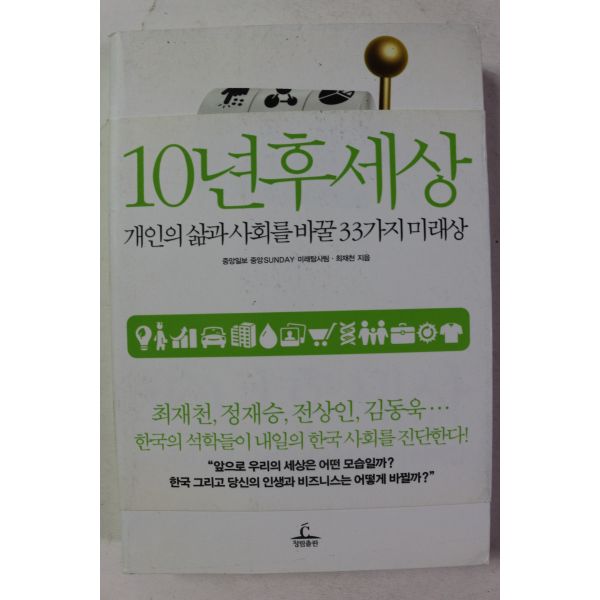 10년후세상
개인의 삶과 사회를 바꿀 33가지 미래상
중앙일보 중앙SUNDAY 미래탐사팀 · 최재천 지음
최재천, 정재승, 전상인, 김동욱…
한국의 석학들이 내일의 한국 사회를 진단한다!
“앞으로 우리의 세상은 어떤 모습일까?
한국 그리고 당신의 인생과 비즈니스는 어떻게 바뀔까?”
C
청림출판